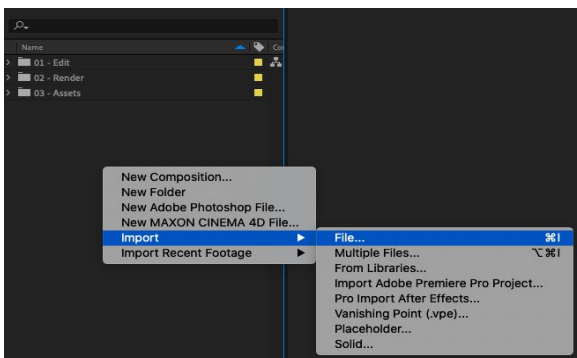 Name
Co
01 - Edit
02 - Render
03 - Assets
New Composition...
New Folder
New Adobe Photoshop File...
New MAXON CINEMA 4D File...
Import
Import Recent Footage
File... ⌘I
Multiple Files... ⌥⌘I
From Libraries...
Import Adobe Premiere Pro Project...
Pro Import After Effects...
Vanishing Point (.vpe)...
Placeholder...
Solid...